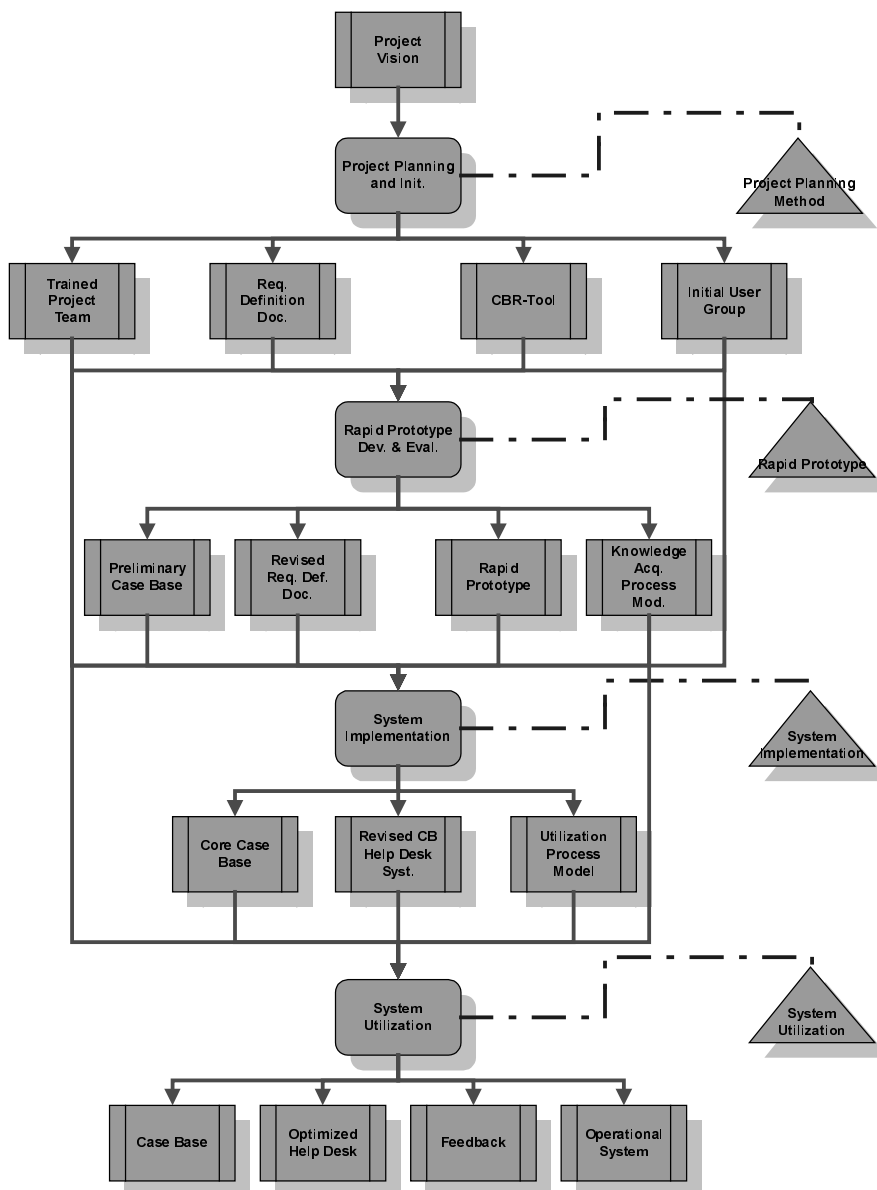 Project
Vision
Project Planning
and Init.
Project Planning
Method
Trained
Project
Team
Req.
Definition
Doc.
CBR-Tool
Initial User
Group
Rapid Prototype
Dev. & Eval.
Rapid Prototype
Preliminary
Case Base
Revised
Req. Def.
Doc.
Rapid
Prototype
Knowledge
Acq.
Process
Mod.
System
Implementation
System
Implementation
Core Case
Base
Revised CB
Help Desk
Syst.
Utilization
Process
Model
System
Utilization
System
Utilization
Case Base
Optimized
Help Desk
Feedback
Operational
System